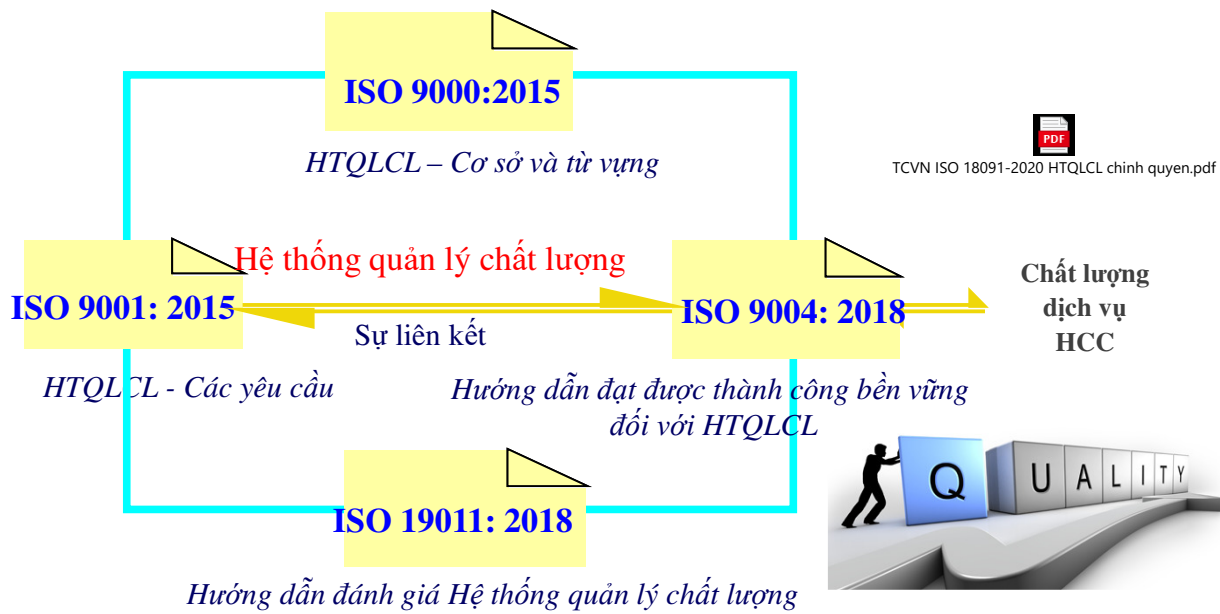 ISO 9000:2015
HTQLCL – Cơ sở và từ vựng
PDF
TCVN ISO 18091-2020 HTQLCL chinh quyen.pdf
Hệ thống quản lý chất lượng
ISO 9001: 2015
Sự liên kết
ISO 9004: 2018
Chất lượng
dịch vụ
HCC
HTQLCL - Các yêu cầu
Hướng dẫn đạt được thành công bền vững
đối với HTQLCL
QUALITY
ISO 19011: 2018
Hướng dẫn đánh giá Hệ thống quản lý chất lượng